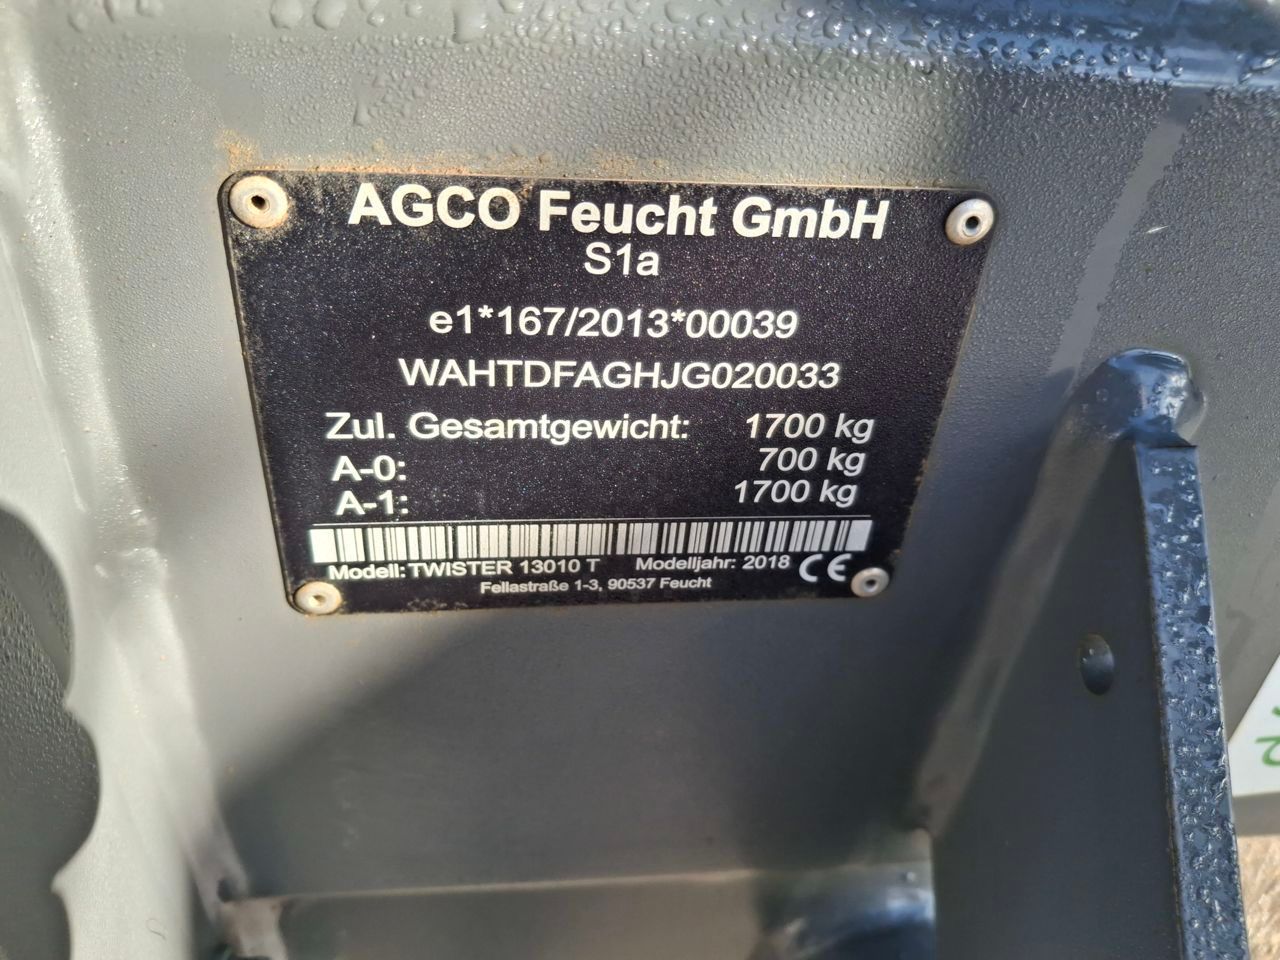 AGCO Feucht GmbH
S1a
e1*167/2013*00039
WAHTDFAGHJG020033
Zul. Gesamtgewicht: 1700 kg
A-0: 700 kg
A-1: 1700 kg
Modell: TWISTER 13010 T Modelljahr: 2018 CE
Fellastraße 1-3, 90537 Feucht